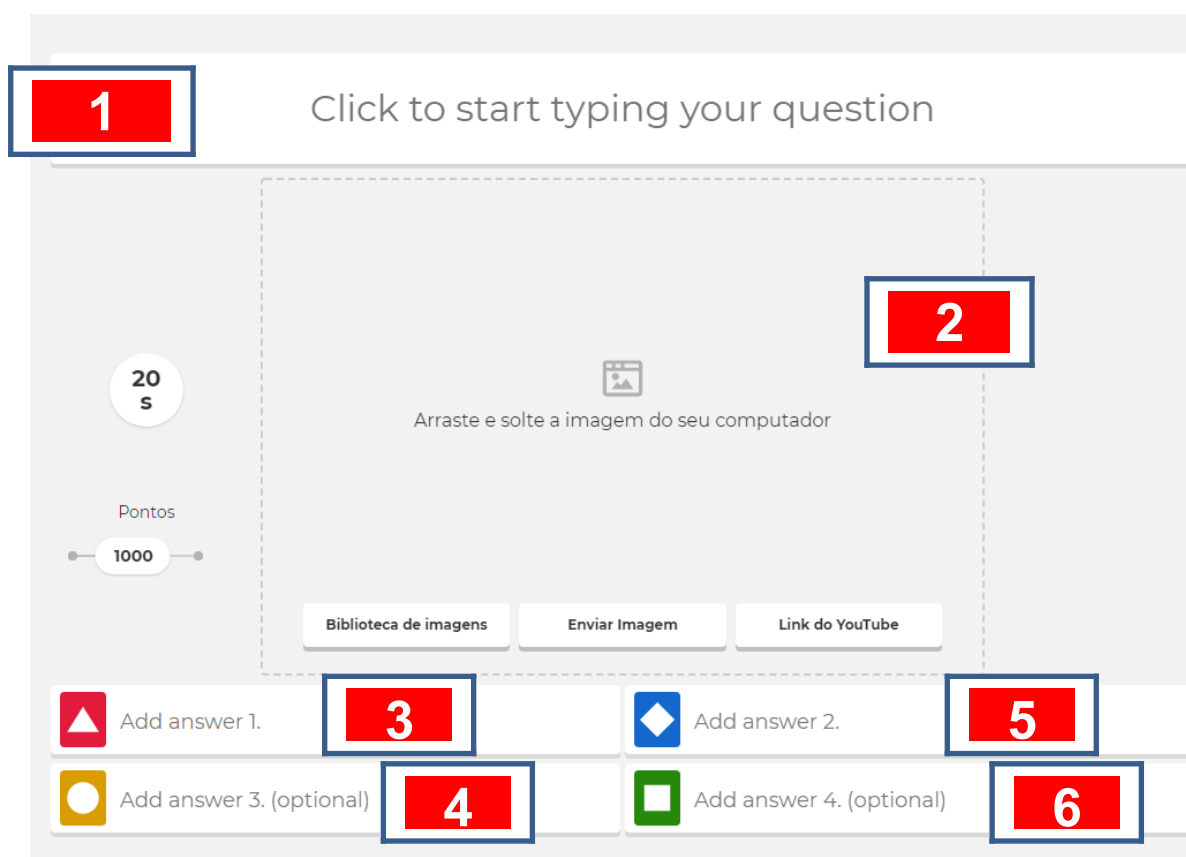 1
Click to start typing your question
2
20
s
Arraste e solte a imagem do seu computador
Pontos
1000
Biblioteca de imagens
Enviar Imagem
Link do YouTube
Add answer 1.
3
Add answer 2.
5
Add answer 3. (optional)
4
Add answer 4. (optional)
6